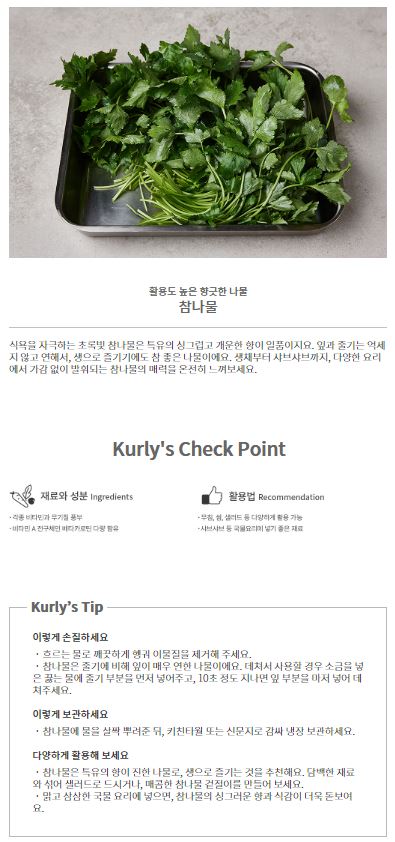 활용도 높은 향긋한 나물
참나물
식욕을 자극하는 초록빛 참나물은 특유의 싱그럽고 개운한 향이 일품이지요. 잎과 줄기는 억세
지 않고 연해서, 생으로 즐기기에도 참 좋은 나물이에요. 생채부터 샤브샤브까지, 다양한 요리
에서 가감 없이 발휘되는 참나물의 매력을 온전히 느껴보세요.
Kurly's Check Point
재료와 성분 Ingredients
· 각종 비타민과 무기질 풍부
· 비타민 A 전구체인 베타카로틴 다량 함유
활용법 Recommendation
· 무침, 쌈, 샐러드 등 다양하게 활용 가능
· 샤브샤브 등 국물요리에 넣기 좋은 재료
Kurly's Tip
이렇게 손질하세요
· 흐르는 물로 깨끗하게 헹궈 이물질을 제거해 주세요.
· 참나물은 줄기에 비해 잎이 매우 연한 나물이에요. 데쳐서 사용할 경우 소금을 넣
은 끓는 물에 줄기 부분을 먼저 넣어주고, 10초 정도 지나면 잎 부분을 마저 넣어 데
쳐주세요.
이렇게 보관하세요
· 참나물에 물을 살짝 뿌려준 뒤, 키친타월 또는 신문지로 감싸 냉장 보관하세요.
다양하게 활용해 보세요
· 참나물은 특유의 향이 진한 나물로, 생으로 즐기는 것을 추천해요. 담백한 재료
와 섞어 샐러드로 드시거나, 매콤한 참나물 겉절이를 만들어 보세요.
· 맑고 삼삼한 국물 요리에 넣으면, 참나물의 싱그러운 향과 식감이 더욱 돋보여
요.